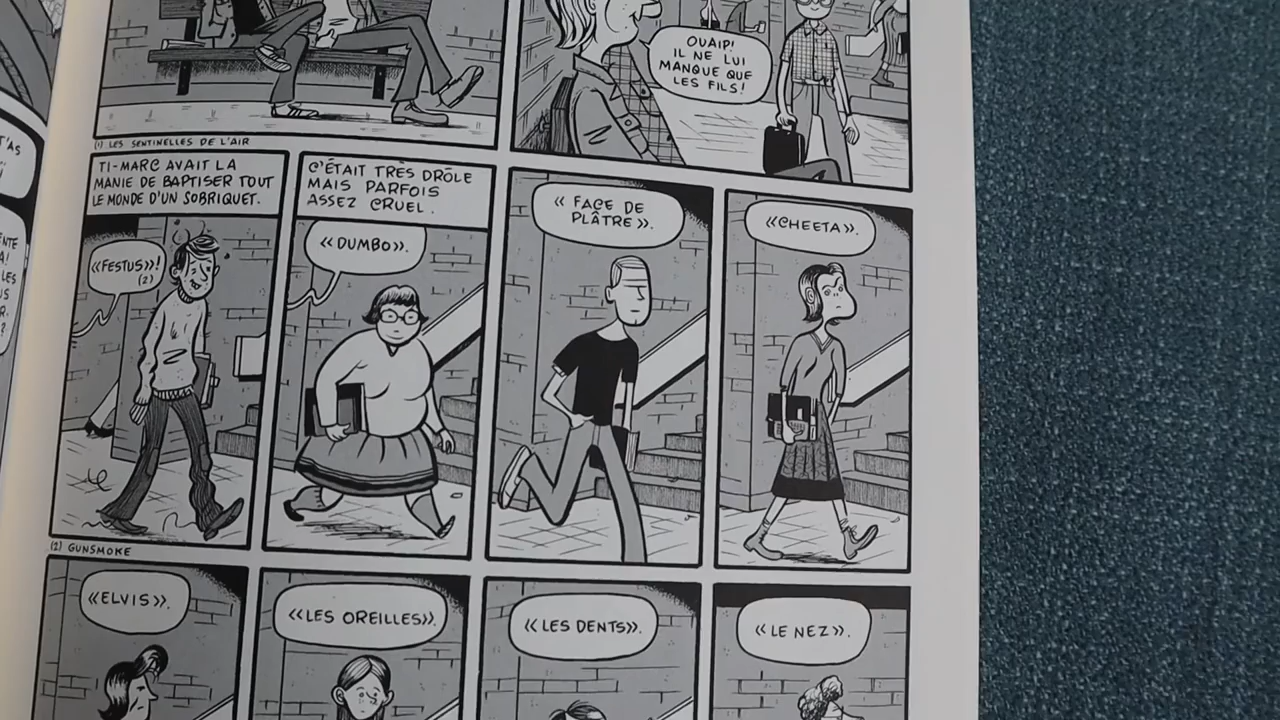 T'AS
OUAIP!
IL NE LUI
MANQUE QUE
LES FILS!
(1) LES SENTINELLES DE L'AIR
TI-MARC AVAIT LA
MANIE DE BAPTISER TOUT
LE MONDE D'UN SOBRIQUET.
«FESTUS»!
(2)
C'ÉTAIT TRÈS DRÔLE
MAIS PARFOIS
ASSEZ CRUEL.
«DUMBO».
« FACE DE
PLÂTRE».
«CHEETA».
(2) GUNSMOKE
«ELVIS».
«LES OREILLES».
«LES DENTS».
«LE NEZ».